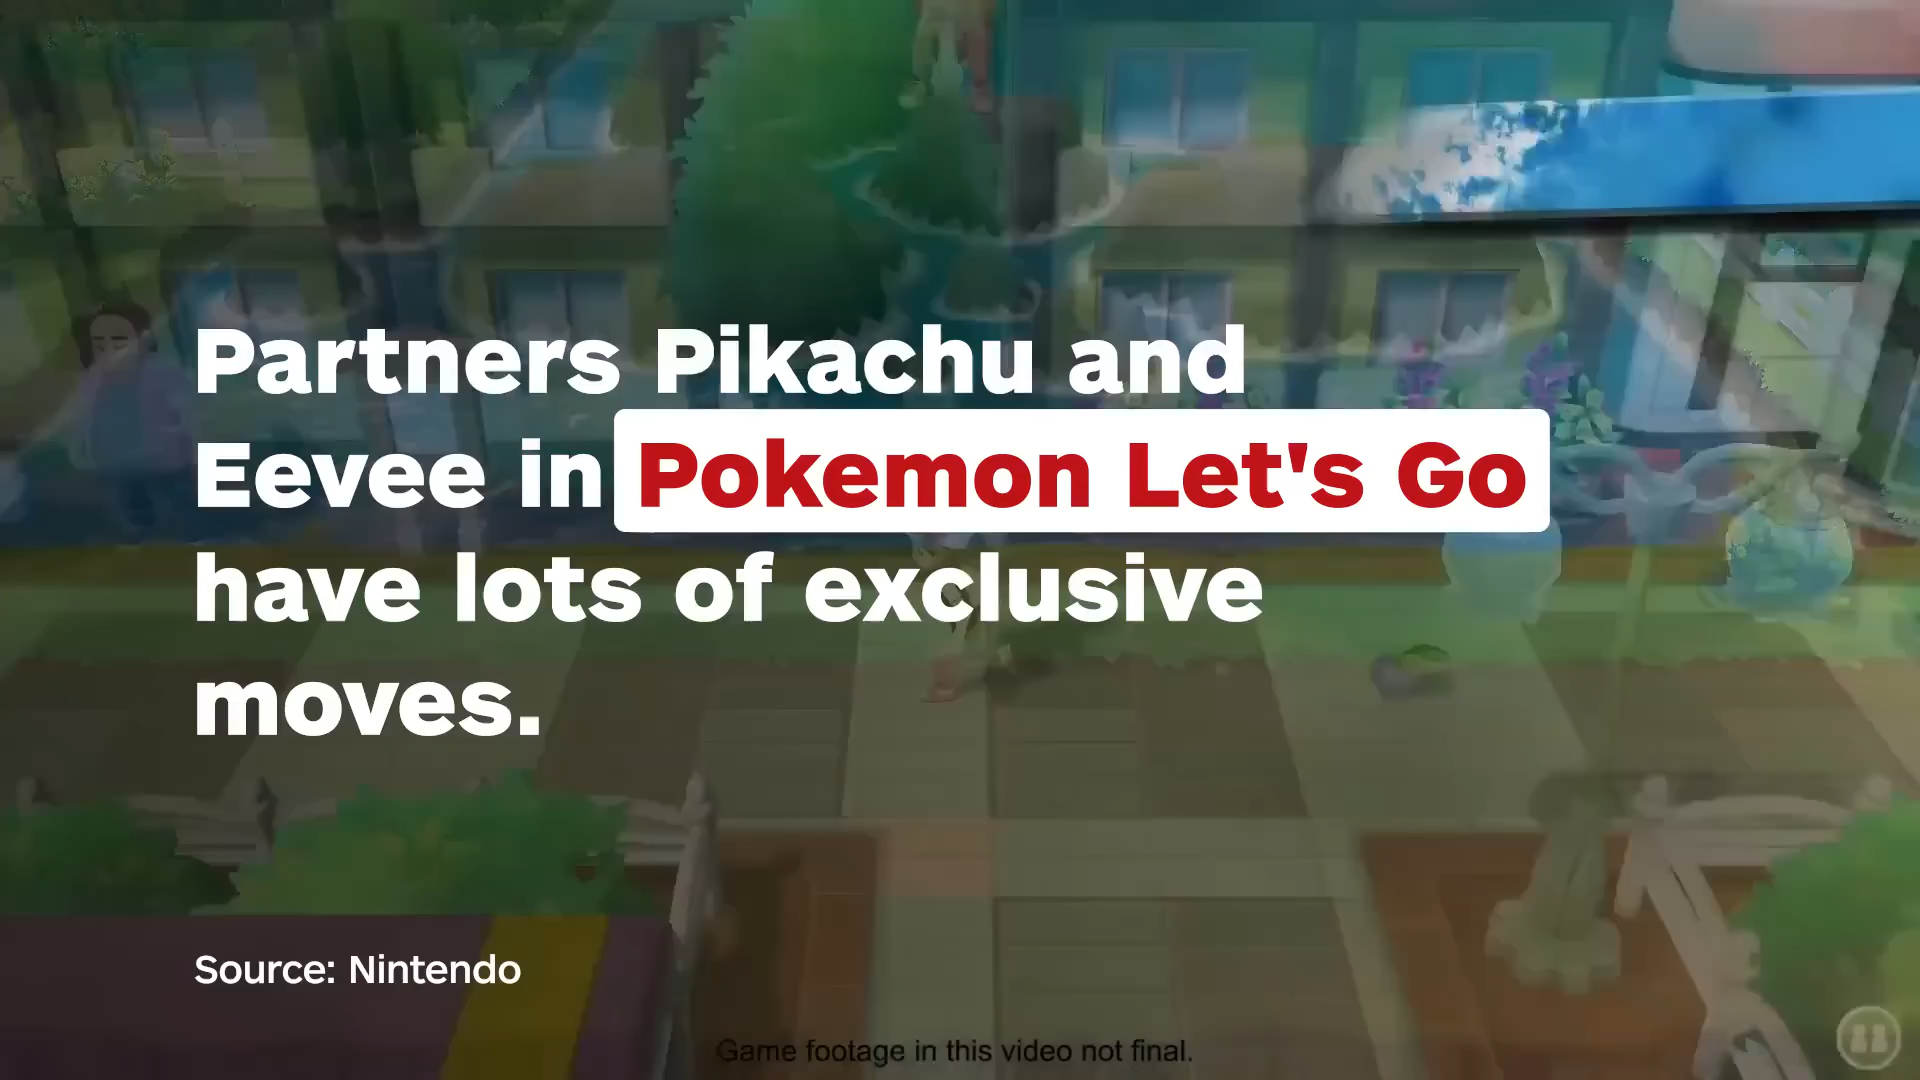 Partners Pikachu and
Eevee in Pokemon Let's Go
have lots of exclusive
moves.
Source: Nintendo
Game footage in this video not final.